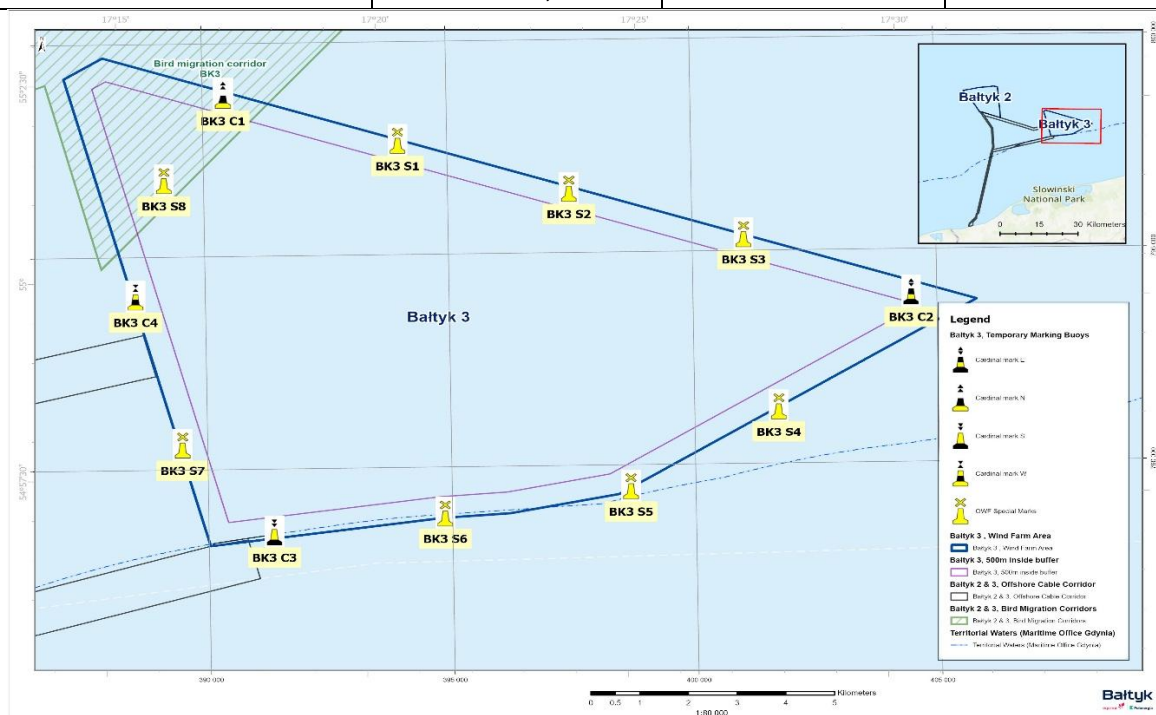 17°15'
17°20'
17°25'
17°30'
Bird migration corridor
BK3
BK3 C1
BK3 S1
BK3 S2
BK3 S3
BK3 S8
BK3 C4
BK3 C2
Bałtyk 3
BK3 S4
BK3 S7
BK3 S5
BK3 S6
BK3 C3
Bałtyk 2
Bałtyk 3
Słowiński
National Park
0 15 30 Kilometers
Legend
Bałtyk 3, Temporary Marking Buoys
Cardinal mark E
Cardinal mark N
Cardinal mark S
Cardinal mark W
OWF Special Marks
Bałtyk 3 , Wind Farm Area
Bałtyk 3 , Wind Farm Area
Bałtyk 3, 500m inside buffer
Bałtyk 3, 500m inside buffer
Bałtyk 2 & 3, Offshore Cable Corridor
Bałtyk 2 & 3, Offshore Cable Corridor
Bałtyk 2 & 3, Bird Migration Corridors
Bałtyk 2 & 3, Bird Migration Corridors
Territorial Waters (Maritime Office Gdynia)
Territorial Waters (Maritime Office Gdynia)
55°2'30"
55°
54°57'30"
390 000
395 000
400 000
405 000
0 0.5 1 2 3 4 5 Kilometers
1:80,000
Bałtyk